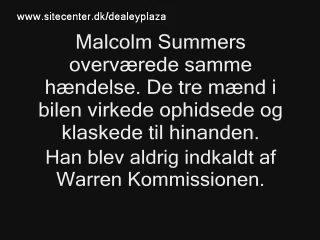 www.sitecenter.dk/dealeyplaza
Malcolm Summers
overværede samme
hændelse. De tre mænd i
bilen virkede ophidsede og
klaskede til hinanden.
Han blev aldrig indkaldt af
Warren Kommissionen.